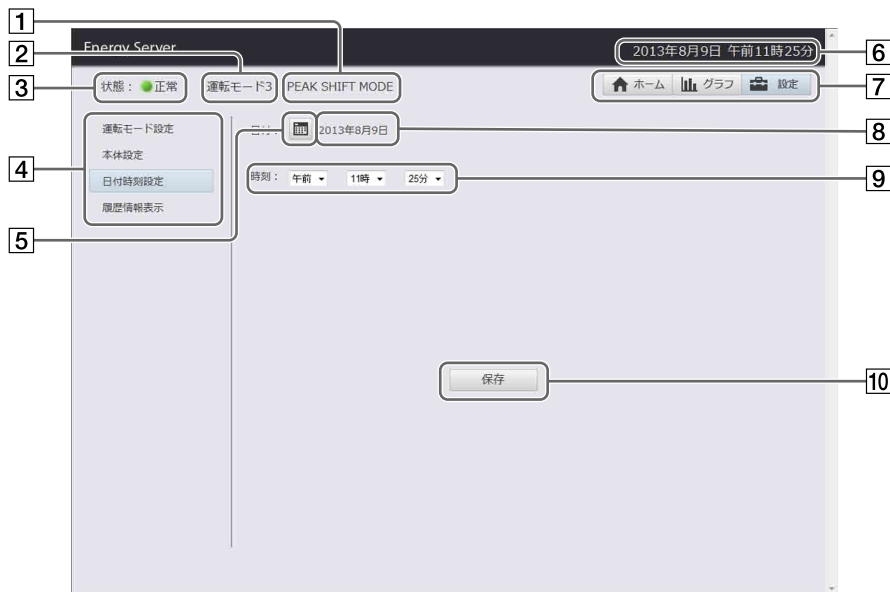 1
2
3
4
5
6
7
8
9
10
Energy Server
2013年8月9日 午前11時25分
状態： 正常
運転モード3
PEAK SHIFT MODE
ホーム
グラフ
設定
運転モード設定
本体設定
日付時刻設定
履歴情報表示
日付：
2013年8月9日
時刻： 午前 11時 25分
保存